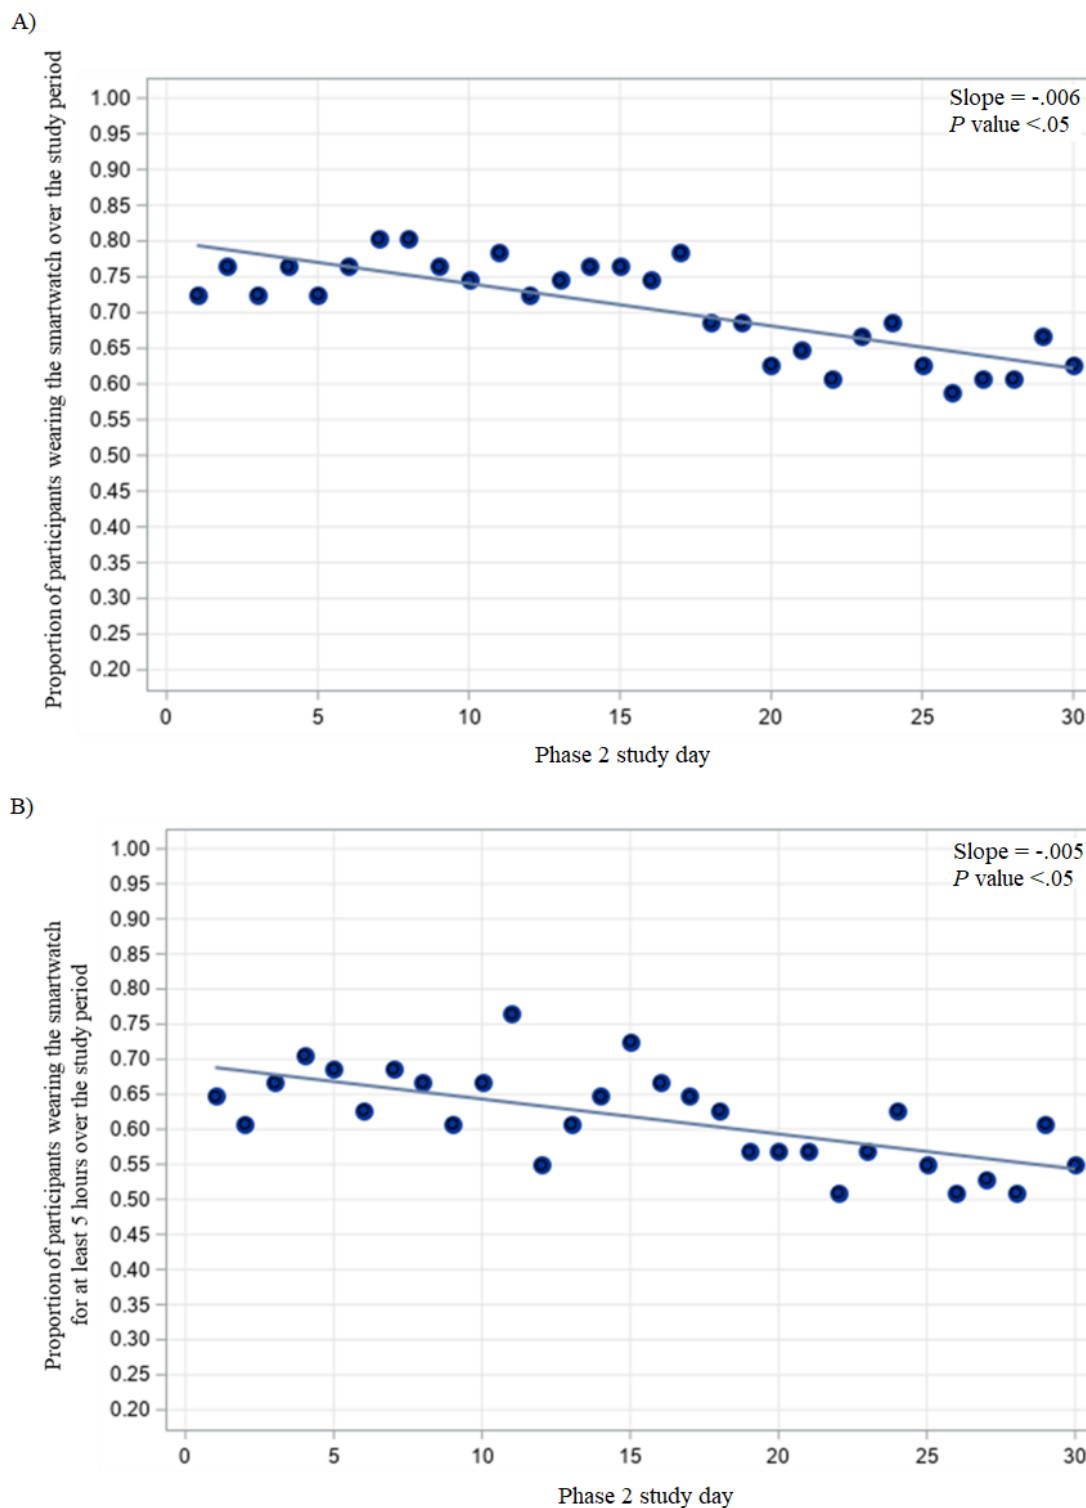 A)
Proportion of participants wearing the smartwatch over the study period
Slope = -.006
P value <.05
1.00
0.95
0.90
0.85
0.80
0.75
0.70
0.65
0.60
0.55
0.50
0.45
0.40
0.35
0.30
0.25
0.20
0 5 10 15 20 25 30
Phase 2 study day
B)
Proportion of participants wearing the smartwatch
for at least 5 hours over the study period
Slope = -.005
P value <.05
1.00
0.95
0.90
0.85
0.80
0.75
0.70
0.65
0.60
0.55
0.50
0.45
0.40
0.35
0.30
0.25
0.20
0 5 10 15 20 25 30
Phase 2 study day